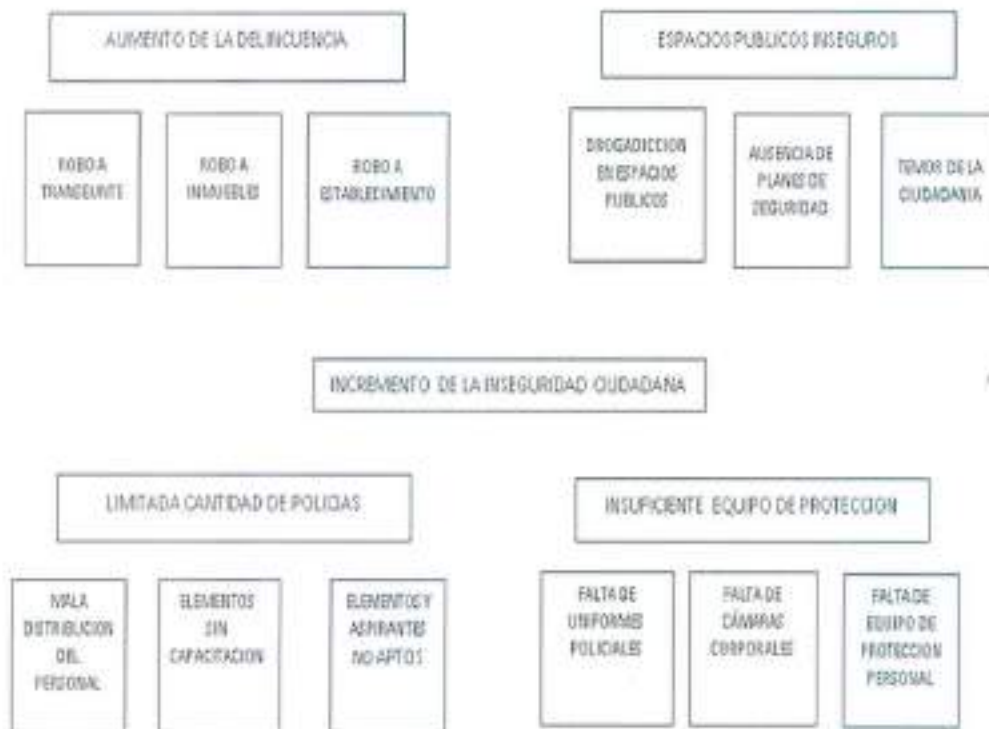 AUMENTO DE LA DELINCUENCIA
ESPACIOS PUBLICOS INSEGUROS
ROBO A
TRANSEUNTE
ROBO A
INMUEBLES
ROBO A
ESTABLECIMIENTO
DROGADICCION
EN ESPACIOS
PUBLICOS
AUSENCIA DE
PLANES DE
SEGURIDAD
TEMOR DE LA
CIUDADANIA
INCREMENTO DE LA INSEGURIDAD CIUDADANA
LIMITADA CANTIDAD DE POLICIAS
INSUFICIENTE EQUIPO DE PROTECCION
MALA
DISTRIBUCION
DEL
PERSONAL
ELEMENTOS
SIN
CAPACITACION
ELEMENTOS Y
ASPIRANTES
NO APTOS
FALTA DE
UNIFORMES
POLICIALES
FALTA DE
CÁMARAS
CORPORALES
FALTA DE
EQUIPO DE
PROTECCION
PERSONAL